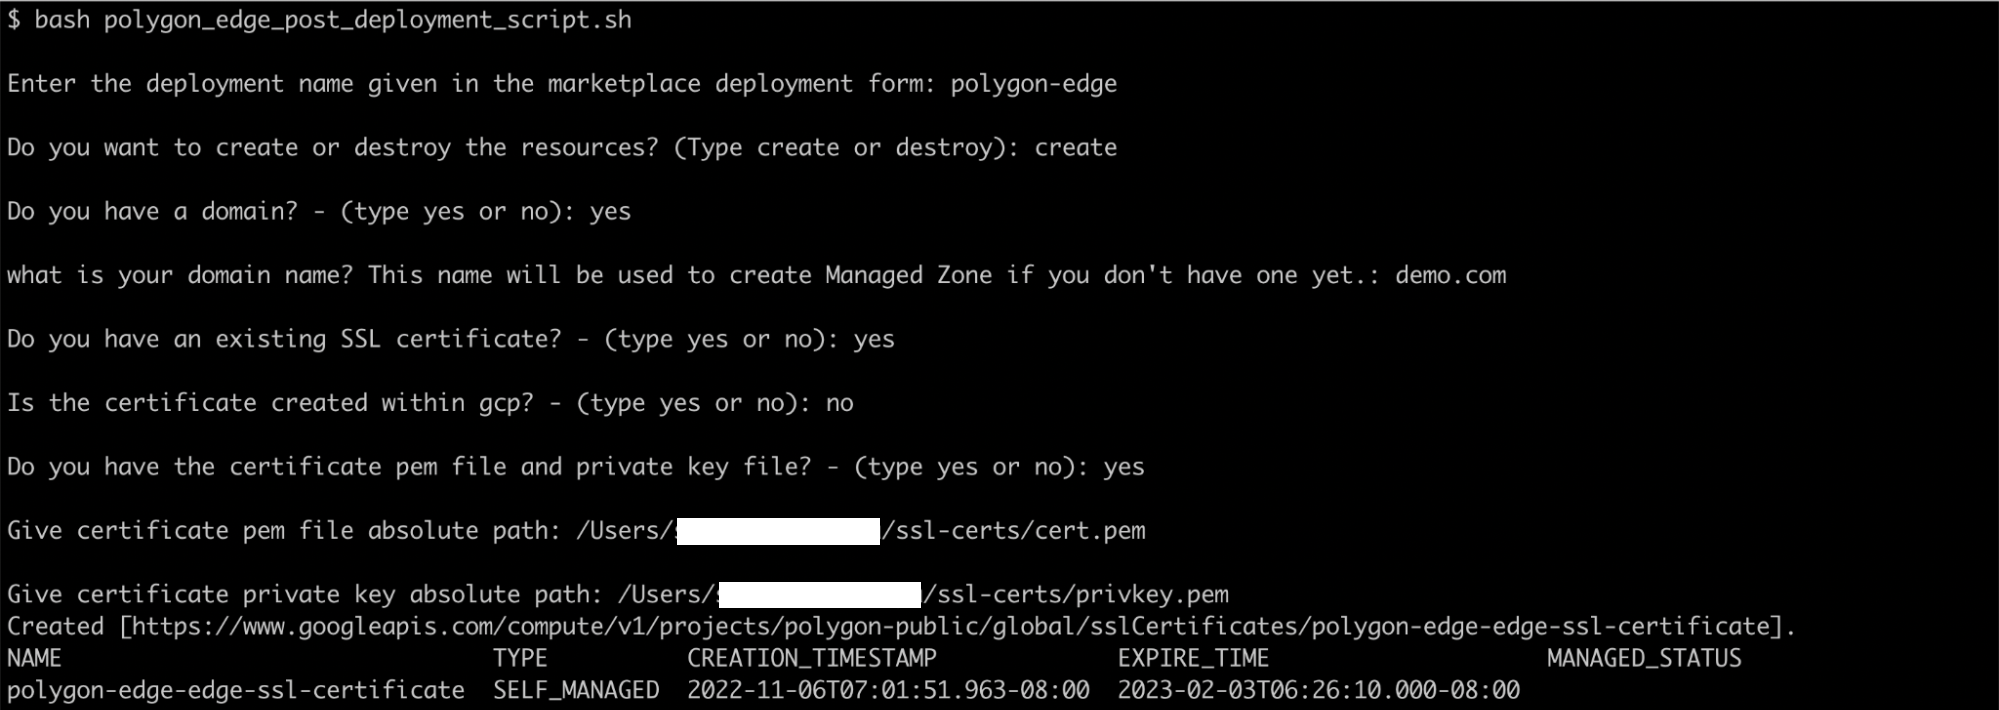 $ bash polygon_edge_post_deployment_script.sh
Enter the deployment name given in the marketplace deployment form: polygon-edge
Do you want to create or destroy the resources? (Type create or destroy): create
Do you have a domain? - (type yes or no): yes
what is your domain name? This name will be used to create Managed Zone if you don't have one yet.: demo.com
Do you have an existing SSL certificate? - (type yes or no): yes
Is the certificate created within gcp? - (type yes or no): no
Do you have the certificate pem file and private key file? - (type yes or no): yes
Give certificate pem file absolute path: /Users/ /ssl-certs/cert.pem
Give certificate private key absolute path: /Users/ /ssl-certs/privkey.pem
Created [https://www.googleapis.com/compute/v1/projects/polygon-public/global/sslCertificates/polygon-edge-edge-ssl-certificate].
NAME TYPE CREATION_TIMESTAMP EXPIRE_TIME MANAGED_STATUS
polygon-edge-edge-ssl-certificate SELF_MANAGED 2022-11-06T07:01:51.963-08:00 2023-02-03T06:26:10.000-08:00